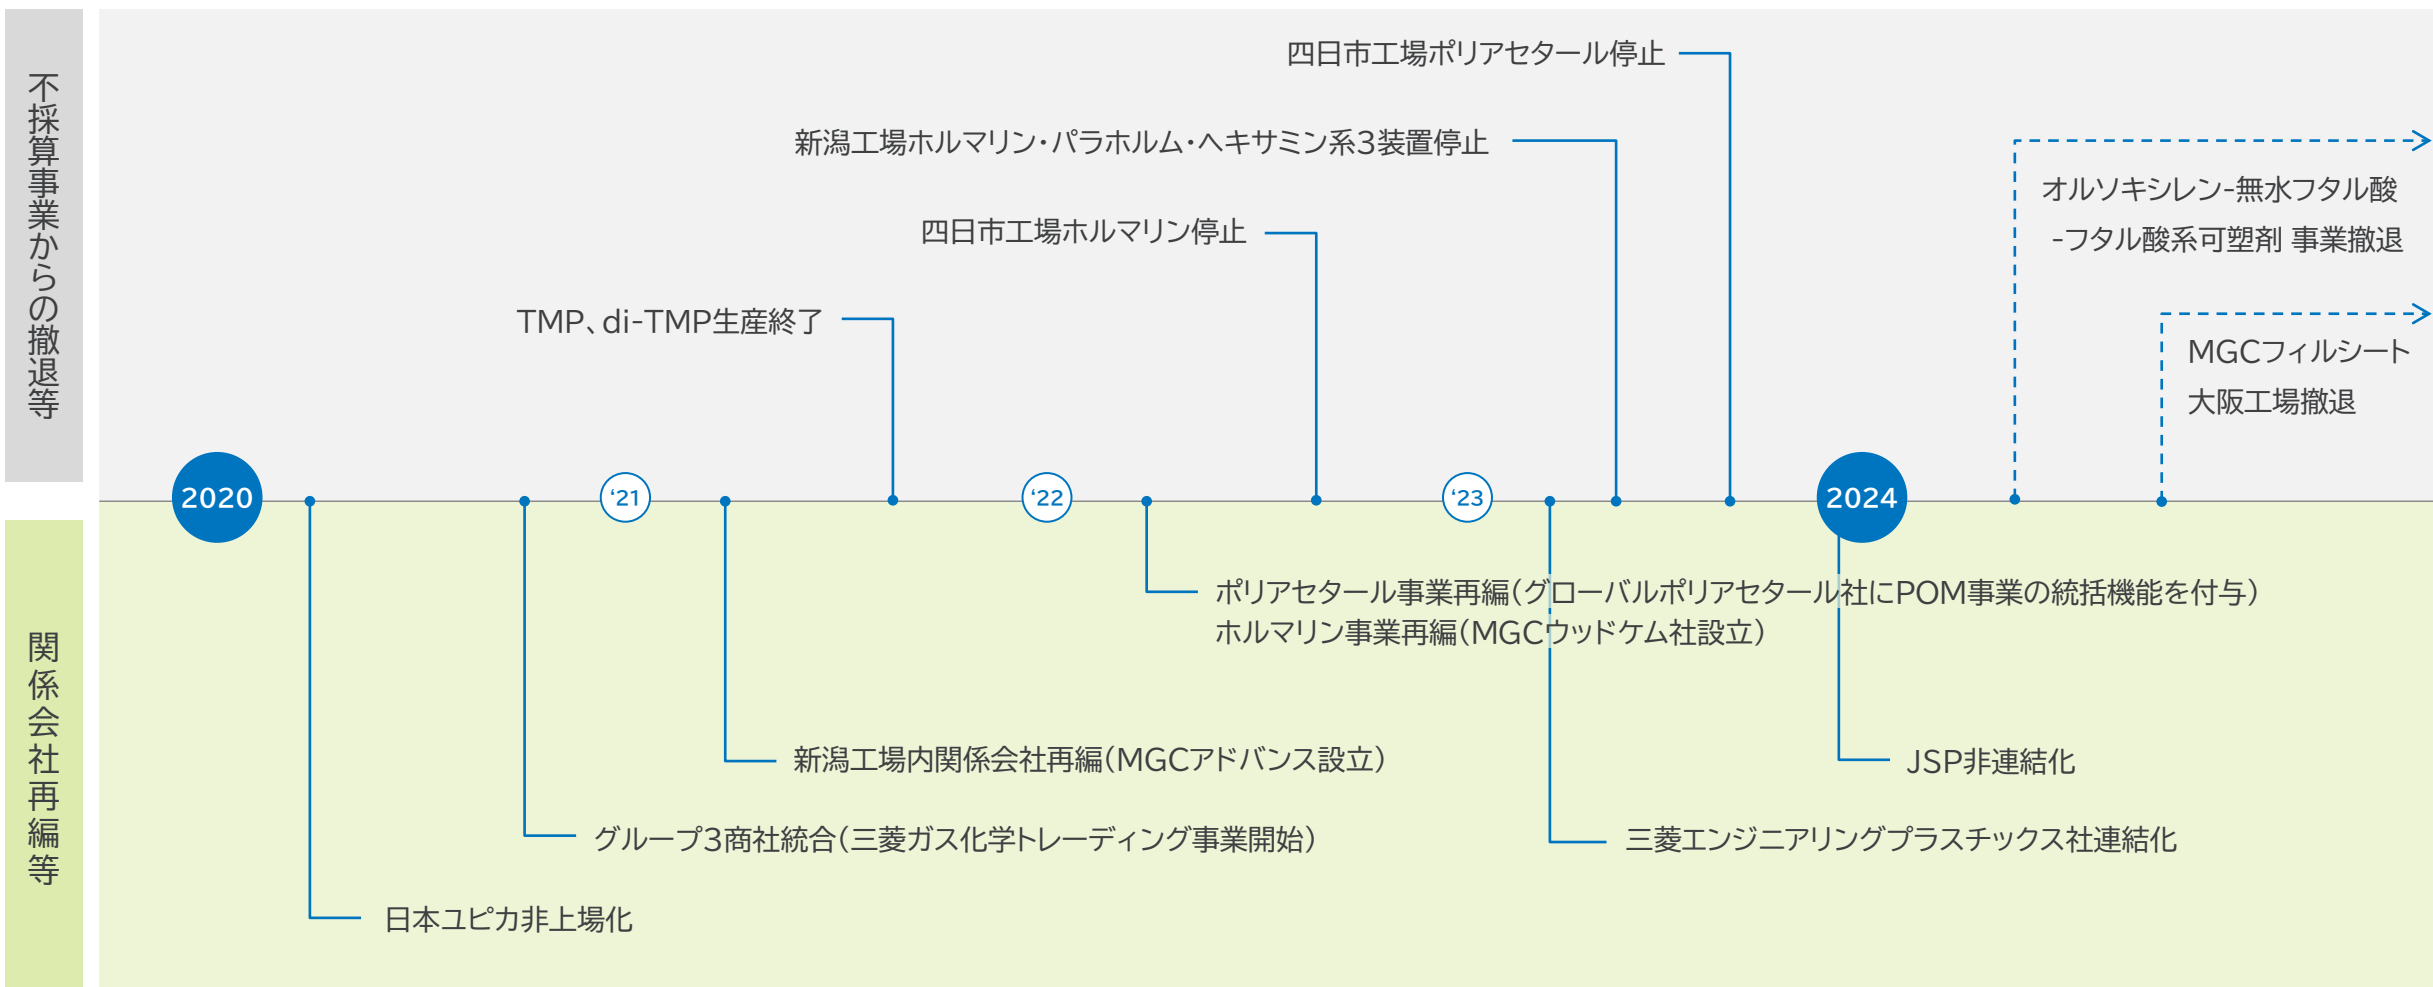 不採算事業からの撤退等
四日市工場ポリアセタール停止
新潟工場ホルマリン・パラホルム・ヘキサミン系3装置停止
四日市工場ホルマリン停止
TMP、di-TMP生産終了
オルソキシレン-無水フタル酸
-フタル酸系可塑剤 事業撤退
MGCフィルシート
大阪工場撤退
2020
‘21
‘22
‘23
2024
関係会社再編等
ポリアセタール事業再編(グローバルポリアセタール社にPOM事業の統括機能を付与)
ホルマリン事業再編(MGCウッドケム社設立)
新潟工場内関係会社再編(MGCアドバンス設立)
JSP非連結化
グループ3商社統合(三菱ガス化学トレーディング事業開始)
三菱エンジニアリングプラスチックス社連結化
日本ユピカ非上場化